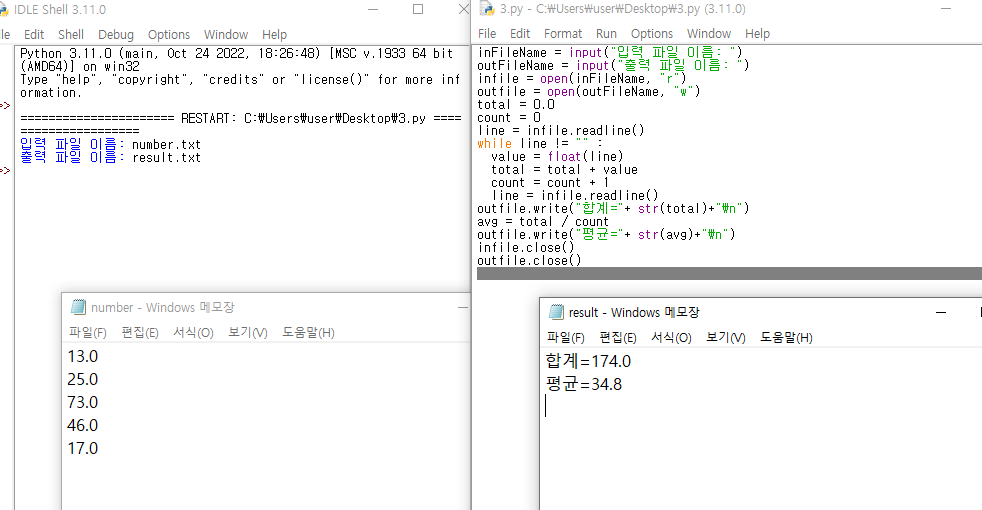 IDLE Shell 3.11.0
Edit Shell Debug Options Window Help
Python 3.11.0 (main, Oct 24 2022, 18:26:48) [MSC v.1933 64 bit
(AMD64)] on win32
Type "help", "copyright", "credits" or "license()" for more inf
ormation.
====================== RESTART: C:₩Users₩user₩Desktop₩3.py ====
=================
입력 파일 이름: number.txt
출력 파일 이름: result.txt
3.py - C:₩Users₩user₩Desktop₩3.py (3.11.0)
File Edit Format Run Options Window Help
inFileName = input("입력 파일 이름: ")
outFileName = input("출력 파일 이름: ")
infile = open(inFileName, "r")
outfile = open(outFileName, "w")
total = 0.0
count = 0
line = infile.readline()
while line != "" :
  value = float(line)
  total = total + value
  count = count + 1
  line = infile.readline()
outfile.write("합계="+ str(total)+"₩n")
avg = total / count
outfile.write("평균="+ str(avg)+"₩n")
infile.close()
outfile.close()
number - Windows 메모장
파일(F) 편집(E) 서식(O) 보기(V) 도움말(H)
13.0
25.0
73.0
46.0
17.0
result - Windows 메모장
파일(F) 편집(E) 서식(O) 보기(V) 도움말(H)
합계=174.0
평균=34.8